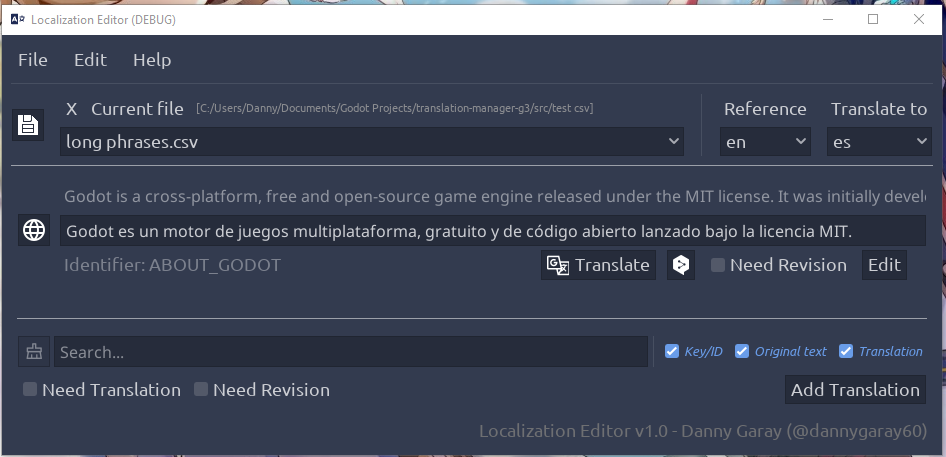 Localization Editor (DEBUG)
File Edit Help
X Current file [C:/Users/Danny/Documents/Godot Projects/translation-manager-g3/src/test csv] Reference Translate to
long phrases.csv en es
Godot is a cross-platform, free and open-source game engine released under the MIT license. It was initially develo
Godot es un motor de juegos multiplataforma, gratuito y de código abierto lanzado bajo la licencia MIT.
Identifier: ABOUT_GODOT Translate Need Revision Edit
Search... Key/ID Original text Translation
Need Translation Need Revision Add Translation
Localization Editor v1.0 - Danny Garay (@dannygaray60)